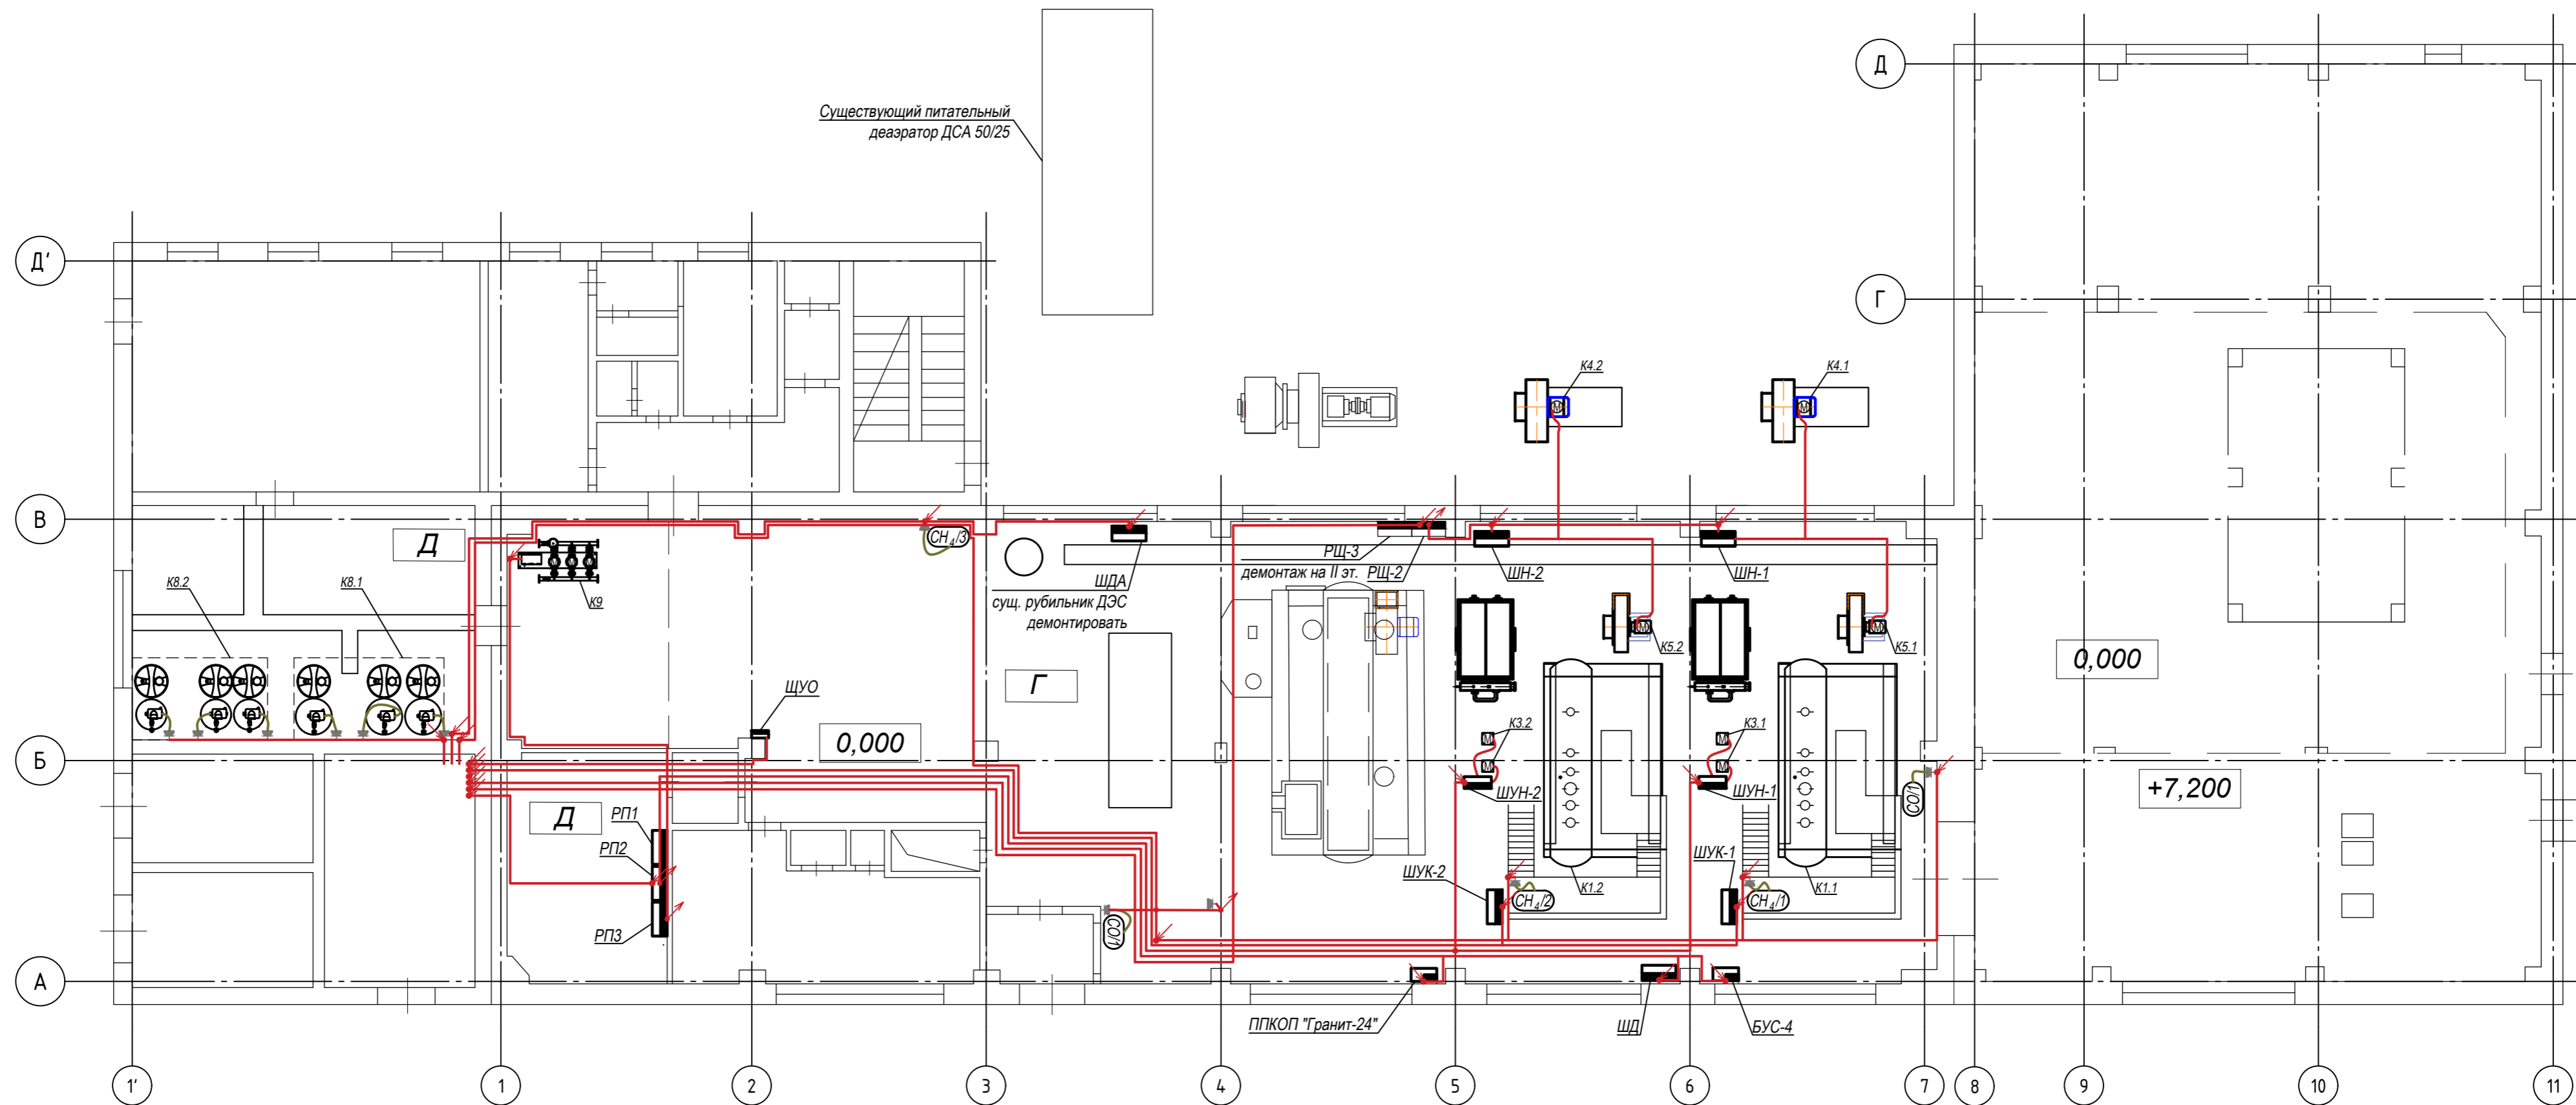 Д
Существующий питательный
деаэратор ДСА 50/25
Д'
Г
К4.2
К4.1
М
М
В
CH4/3
Д
РЩ-3
демонтаж на II эт.
РЩ-2
ШН-2
ШН-1
ШДА
сущ. рубильник ДЭС
демонтировать
К8.2
К8.1
К9
М
К5.2
М
К5.1
0,000
Г
ЩУО
К3.2
К3.1
М
М
М
М
0,000
Б
ШУН-2
ШУН-1
СО/1
+7,200
Д
РП1
РП2
РП3
ШУК-2
ШУК-1
CH4/2
К1.2
CH4/1
К1.1
СО/1
А
ППКОП "Гранит-24"
ШД
БУС-4
1'
1
2
3
4
5
6
7
8
9
10
11